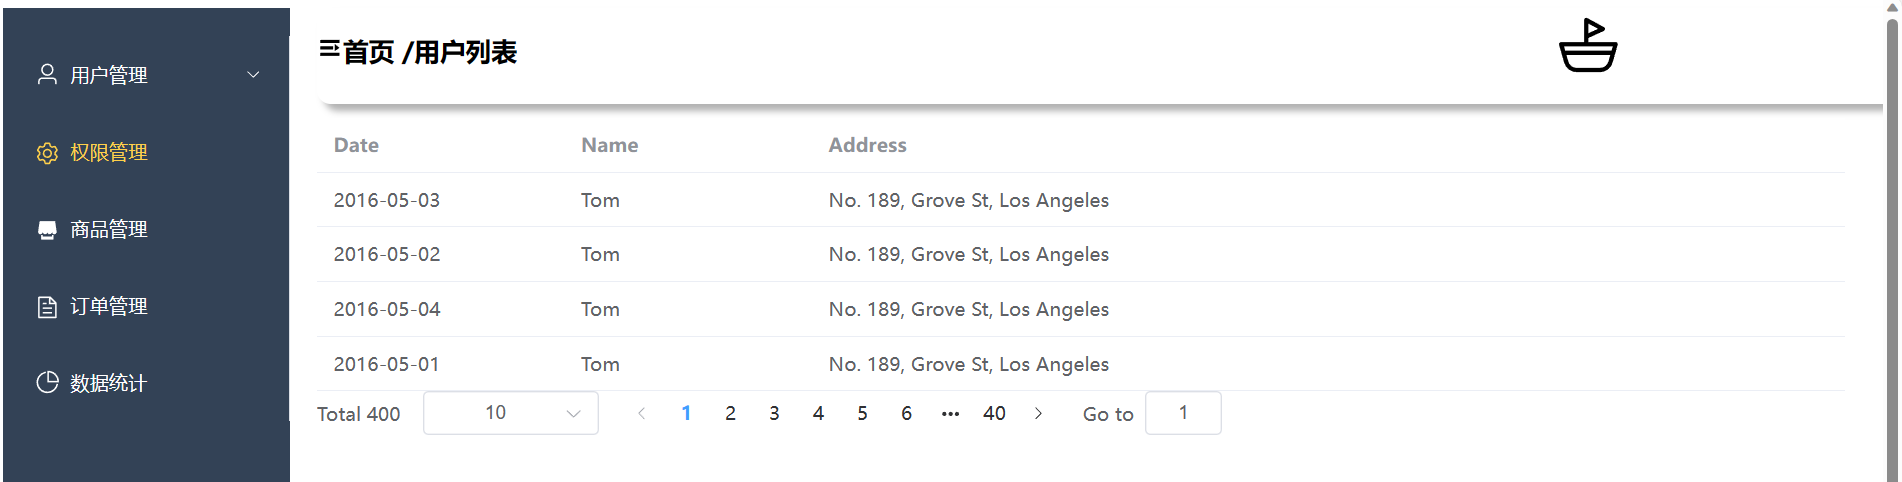 用户管理
权限管理
商品管理
订单管理
数据统计
首页 /用户列表
Date Name Address
2016-05-03 Tom No. 189, Grove St, Los Angeles
2016-05-02 Tom No. 189, Grove St, Los Angeles
2016-05-04 Tom No. 189, Grove St, Los Angeles
2016-05-01 Tom No. 189, Grove St, Los Angeles
Total 400 10 1 2 3 4 5 6 ••• 40 Go to 1